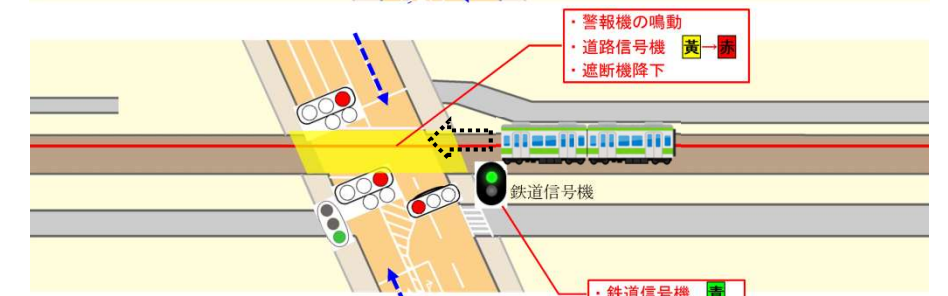 ・警報機の鳴動
・道路信号機 黄→赤
・遮断機降下
鉄道信号機
・鉄道信号機 青